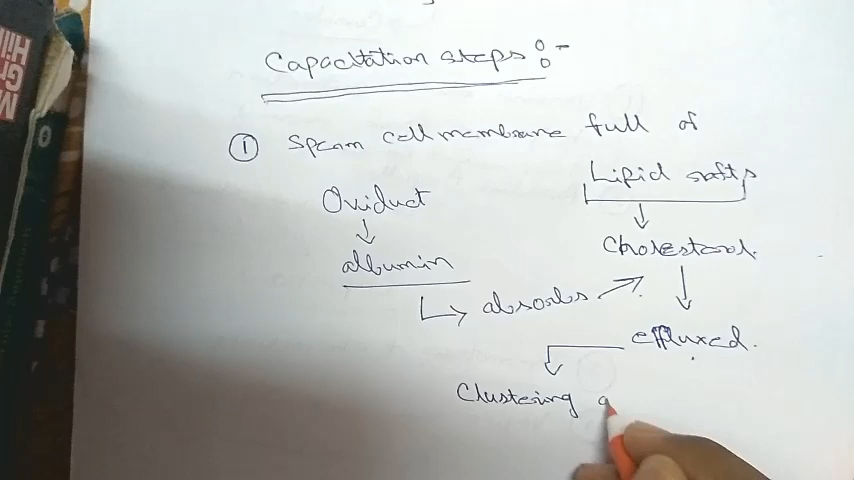 Capacitation steps :-
① Sperm cell membrane full of
Lipid rafts
Oviduct
↓
↓
Cholesterol.
albumin
↳ absorbs ↗
↓
effluxed.
Clustering